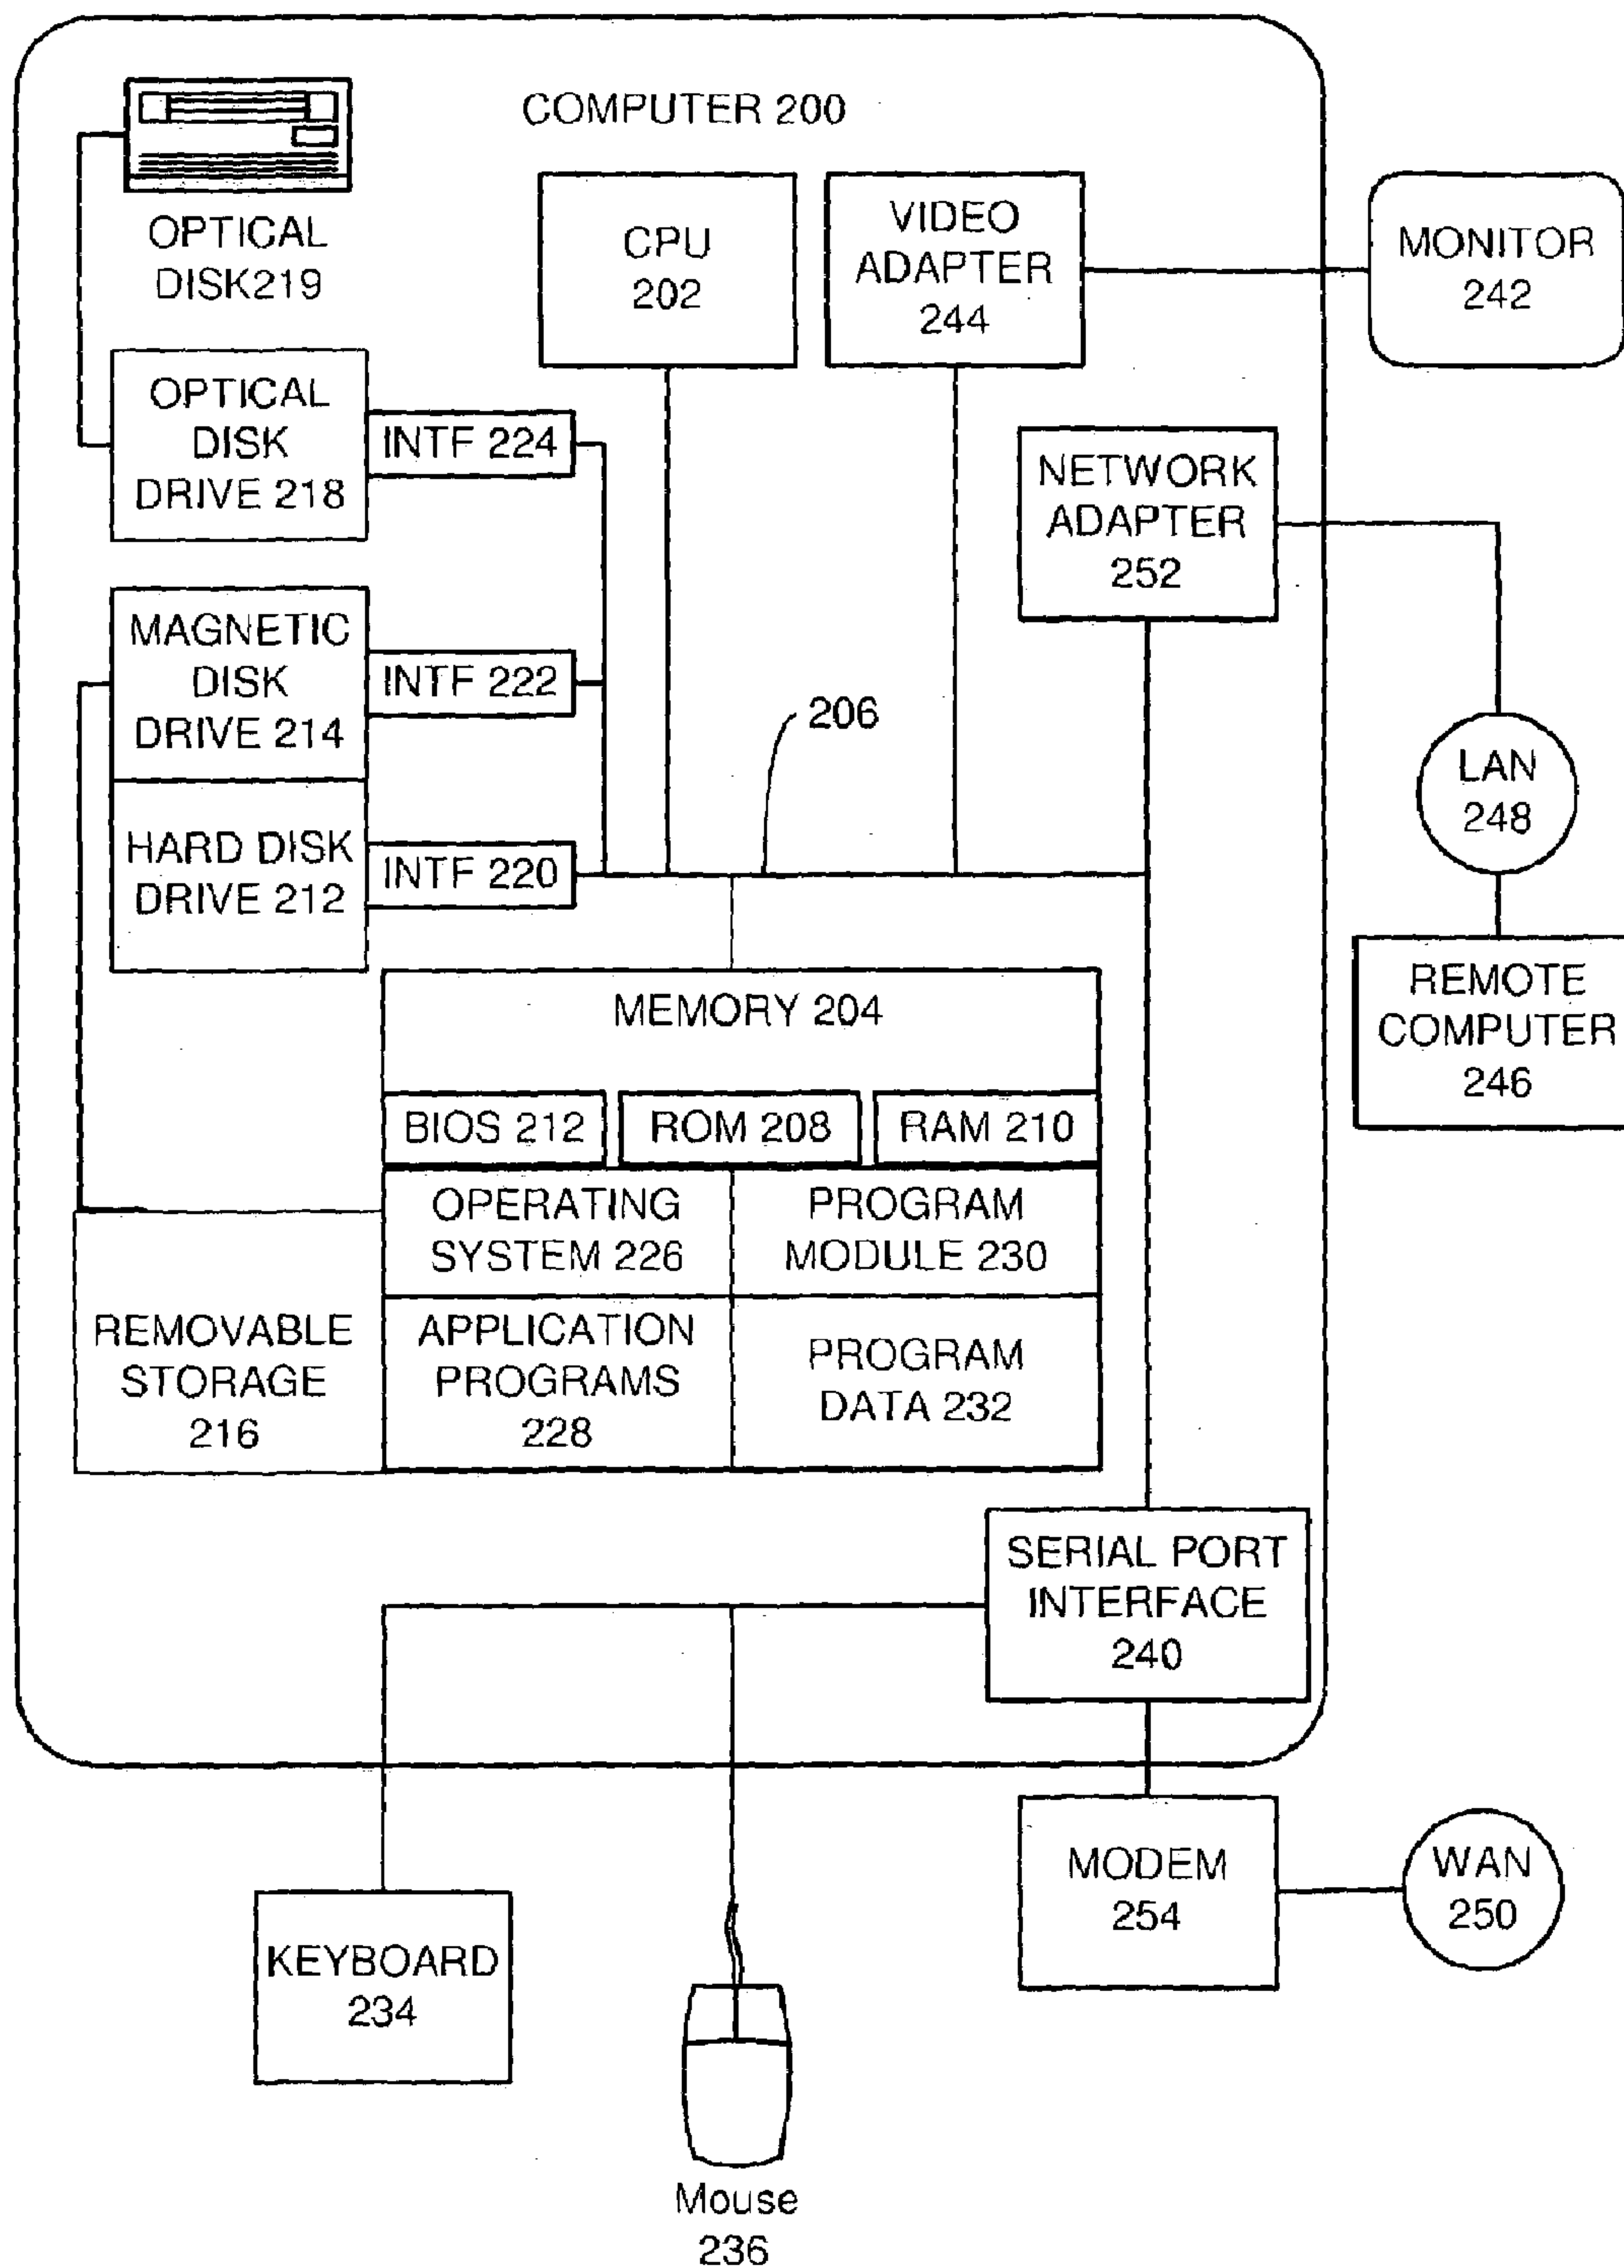 COMPUTER 200
OPTICAL
DISK219
CPU
202
VIDEO
ADAPTER
244
MONITOR
242
OPTICAL
DISK
DRIVE 218
INTF 224
NETWORK
ADAPTER
252
MAGNETIC
DISK
DRIVE 214
INTF 222
206
LAN
248
HARD DISK
DRIVE 212
INTF 220
REMOTE
COMPUTER
246
MEMORY 204
BIOS 212
ROM 208
RAM 210
OPERATING
SYSTEM 226
PROGRAM
MODULE 230
REMOVABLE
STORAGE
216
APPLICATION
PROGRAMS
228
PROGRAM
DATA 232
SERIAL PORT
INTERFACE
240
MODEM
254
WAN
250
KEYBOARD
234
Mouse
236